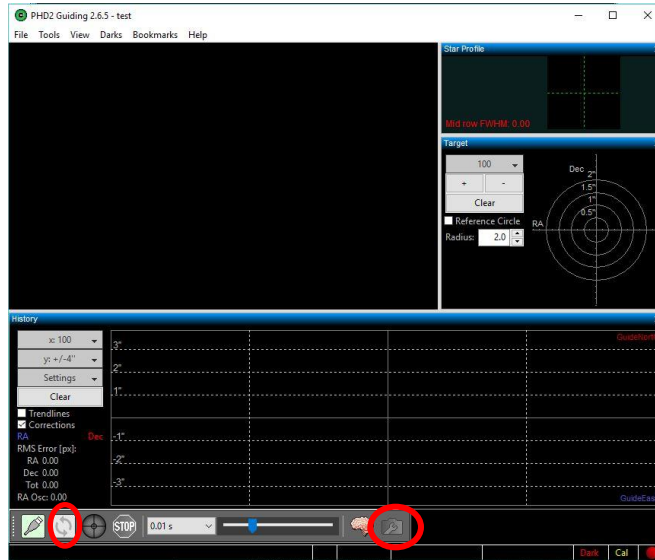 PHD2 Guiding 2.6.5 - test
File Tools View Darks Bookmarks Help
Star Profile
Mid row FWHM: 0.00
Target
100
+ -
Clear
Reference Circle
Radius: 2.0
Dec
2"
1.5"
1"
0.5"
RA
History
x: 100
y: +/-4"
Settings
Clear
Trendlines
Corrections
RA Dec
RMS Error [px]:
RA 0.00
Dec 0.00
Tot 0.00
RA Osc: 0.00
3"
2"
1"
-1"
-2"
-3"
GuideNort
GuideEas
STOP 0.01 s
Dark Cal